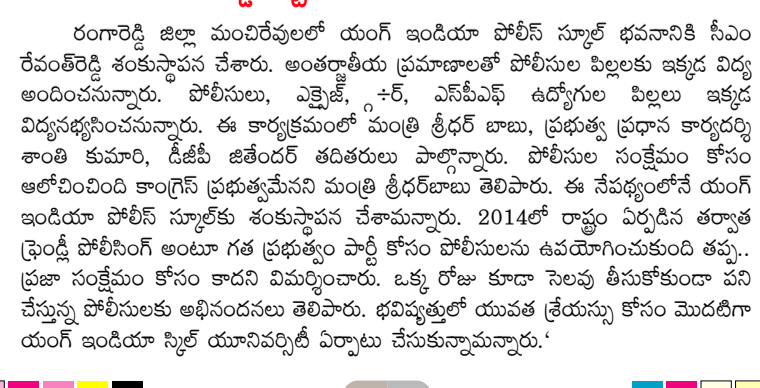 రంగారెడ్డి జిల్లా మంచిరేవులలో యంగ్ ఇండియా పోలీస్ స్కూల్ భవనానికి సీఎం
రేవంత్‌రెడ్డి శంకుస్థాపన చేశారు. అంతర్జాతీయ ప్రమాణాలతో పోలీసుల పిల్లలకు ఇక్కడ విద్య
అందించనున్నారు. పోలీసులు, ఎక్సైజ్, ÷ర్, ఎస్‌పీఎఫ్ ఉద్యోగుల పిల్లలు ఇక్కడ
విద్యనభ్యసించనున్నారు. ఈ కార్యక్రమంలో మంత్రి శ్రీధర్ బాబు, ప్రభుత్వ ప్రధాన కార్యదర్శి
శాంతి కుమారి, డీజీపీ జితేందర్ తదితరులు పాల్గొన్నారు. పోలీసుల సంక్షేమం కోసం
ఆలోచించింది కాంగ్రెస్ ప్రభుత్వమేనని మంత్రి శ్రీధర్‌బాబు తెలిపారు. ఈ నేపథ్యంలోనే యంగ్
ఇండియా పోలీస్ స్కూల్‌కు శంకుస్థాపన చేశామన్నారు. 2014లో రాష్ట్రం ఏర్పడిన తర్వాత
ఫ్రెండ్లీ పోలీసింగ్ అంటూ గత ప్రభుత్వం పార్టీ కోసం పోలీసులను ఉపయోగించుకుంది తప్ప..
ప్రజా సంక్షేమం కోసం కాదని విమర్శించారు. ఒక్క రోజు కూడా సెలవు తీసుకోకుండా పని
చేస్తున్న పోలీసులకు అభినందనలు తెలిపారు. భవిష్యత్తులో యువత శ్రేయస్సు కోసం మొదటిగా
యంగ్ ఇండియా స్కిల్ యూనివర్సిటీ ఏర్పాటు చేసుకున్నామన్నారు.‘